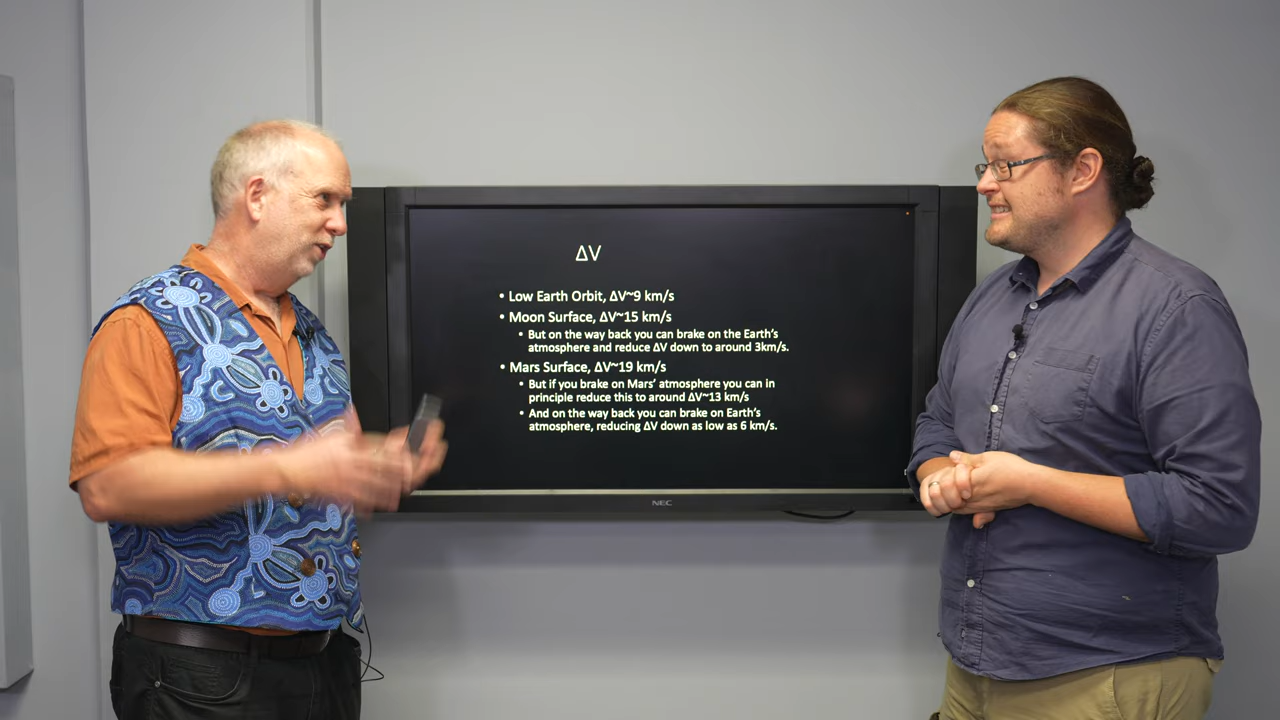 ΔV
• Low Earth Orbit, ΔV~9 km/s
• Moon Surface, ΔV~15 km/s
• But on the way back you can brake on the Earth's
atmosphere and reduce ΔV down to around 3km/s.
• Mars Surface, ΔV~19 km/s
• But if you brake on Mars' atmosphere you can in
principle reduce this to around ΔV~13 km/s
• And on the way back you can brake on Earth's
atmosphere, reducing ΔV down as low as 6 km/s.
NEC